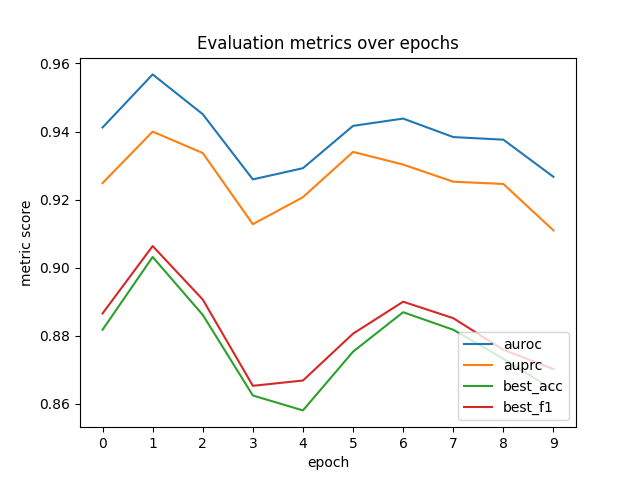 Evaluation metrics over epochs
metric score
0.96
0.94
0.92
0.90
0.88
0.86
auroc
auprc
best_acc
best_f1
0 1 2 3 4 5 6 7 8 9
epoch